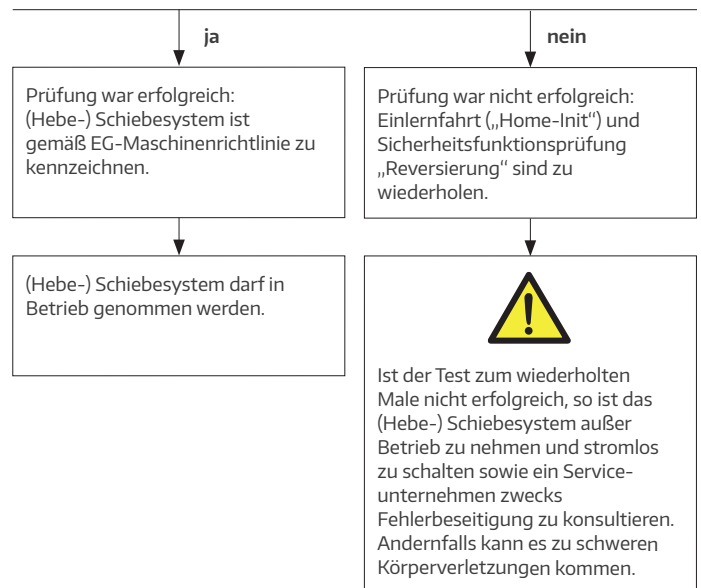 ja
Prüfung war erfolgreich:
(Hebe-) Schiebesystem ist
gemäß EG-Maschinenrichtlinie zu
kennzeichnen.
(Hebe-) Schiebesystem darf in
Betrieb genommen werden.
nein
Prüfung war nicht erfolgreich:
Einlernfahrt („Home-Init“) und
Sicherheitsfunktionsprüfung
„Reversierung“ sind zu
wiederholen.
Ist der Test zum wiederholten
Male nicht erfolgreich, so ist das
(Hebe-) Schiebesystem außer
Betrieb zu nehmen und stromlos
zu schalten sowie ein Service-
unternehmen zwecks
Fehlerbeseitigung zu konsultieren.
Andernfalls kann es zu schweren
Körperverletzungen kommen.